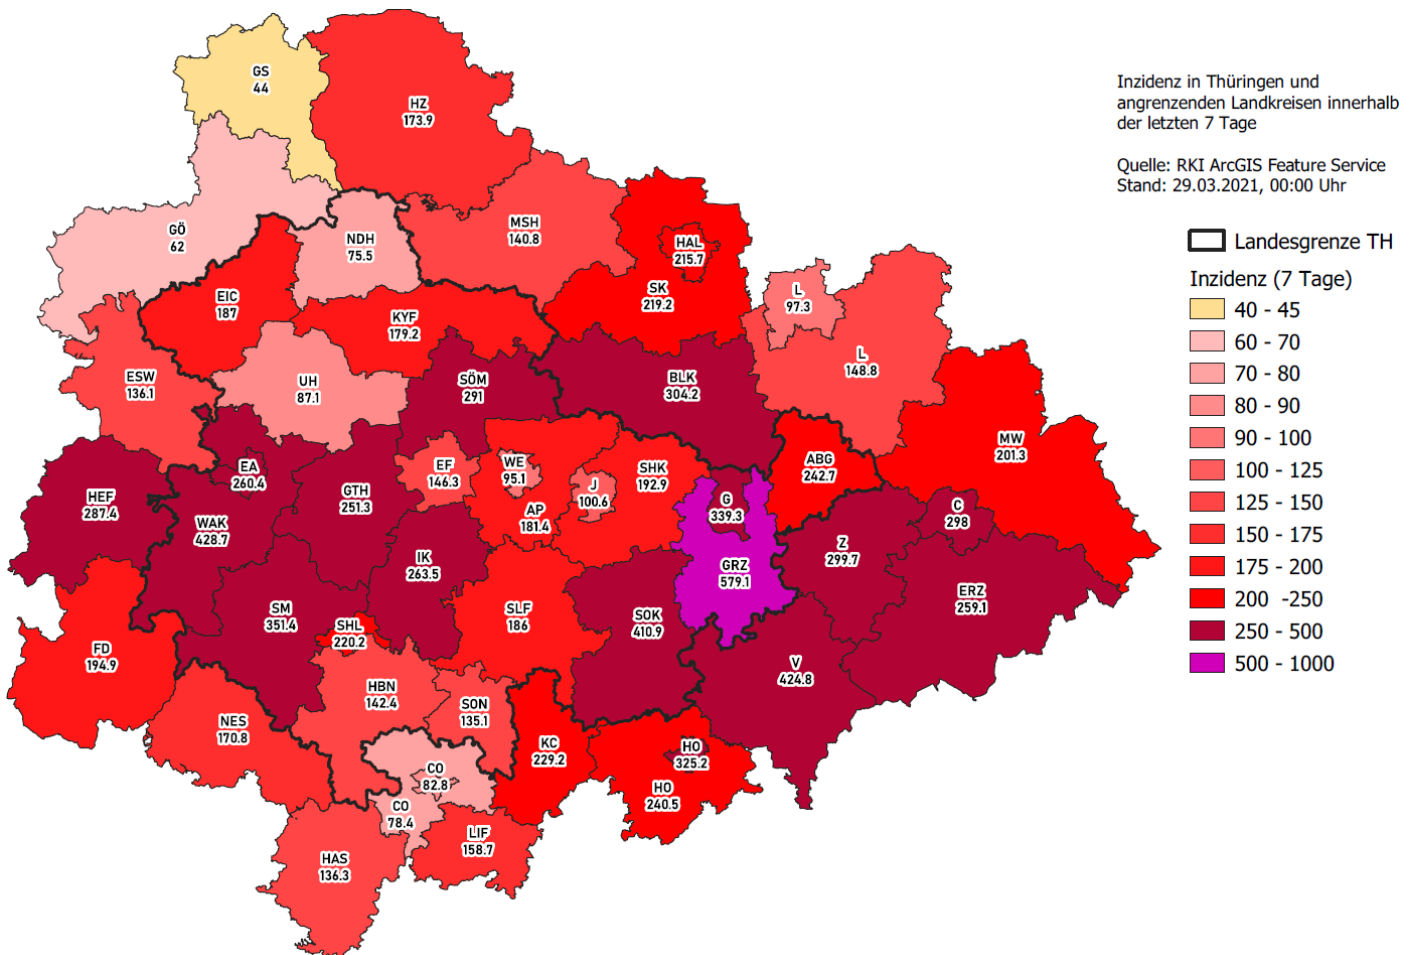 Inzidenz in Thüringen und
angrenzenden Landkreisen innerhalb
der letzten 7 Tage
Quelle: RKI ArcGIS Feature Service
Stand: 29.03.2021, 00:00 Uhr
Landesgrenze TH
Inzidenz (7 Tage)
40 - 45
60 - 70
70 - 80
80 - 90
90 - 100
100 - 125
125 - 150
150 - 175
175 - 200
200 -250
250 - 500
500 - 1000
GS
44
HZ
173.9
GÖ
62
NDH
75.5
MSH
140.8
HAL
215.7
SK
219.2
L
97.3
EIC
187
KYF
179.2
L
148.8
ESW
136.1
UH
87.1
SÖM
291
BLK
304.2
MW
201.3
HEF
287.4
EA
260.4
GTH
251.3
EF
146.3
WE
95.1
J
100.6
SHK
192.9
ABG
242.7
WAK
428.7
AP
181.4
G
339.3
C
298
IK
263.5
Z
299.7
GRZ
579.1
ERZ
259.1
SM
351.4
SHL
220.2
SLF
186
SOK
410.9
FD
194.9
V
424.8
HBN
142.4
SON
135.1
NES
170.8
KC
229.2
HO
325.2
HO
240.5
CO
82.8
CO
78.4
LIF
158.7
HAS
136.3